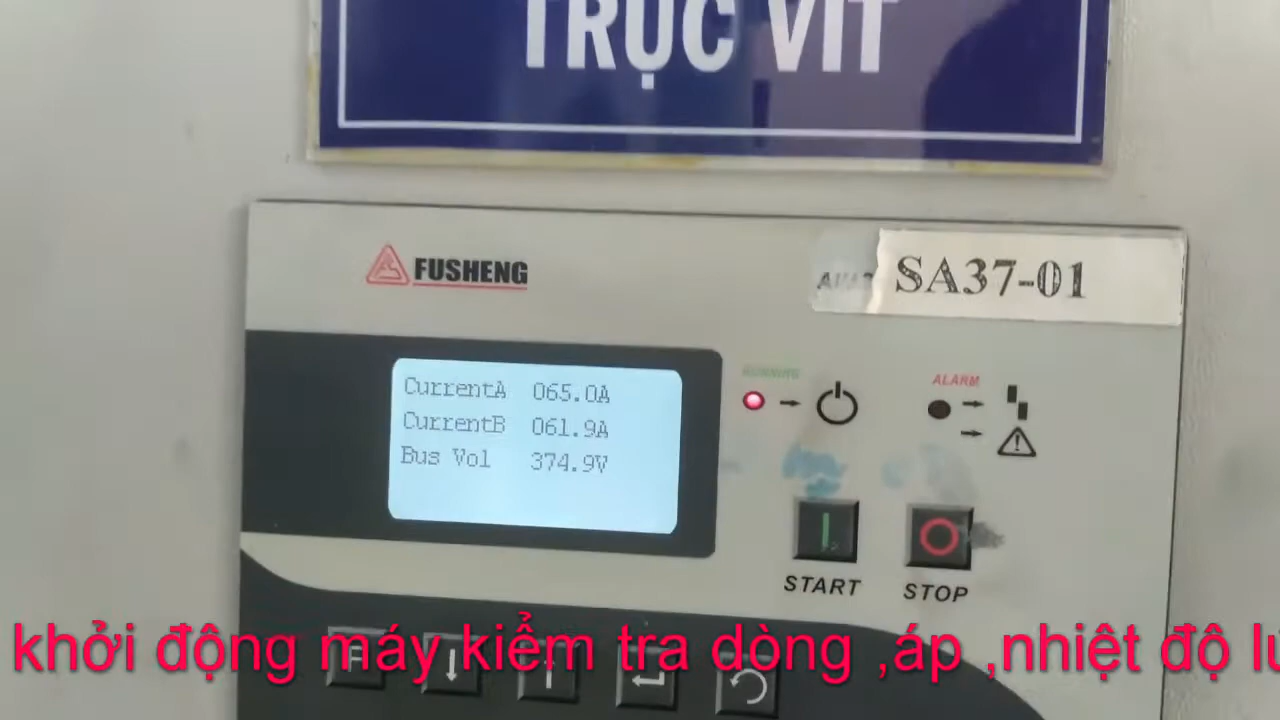 TRỤC VÍT
FUSHENG
SA37-01
CurrentA 065.0A
CurrentB 061.9A
Bus Vol 374.9V
RUNNING
ALARM
START
STOP
khởi động máy kiểm tra dòng ,áp ,nhiệt độ